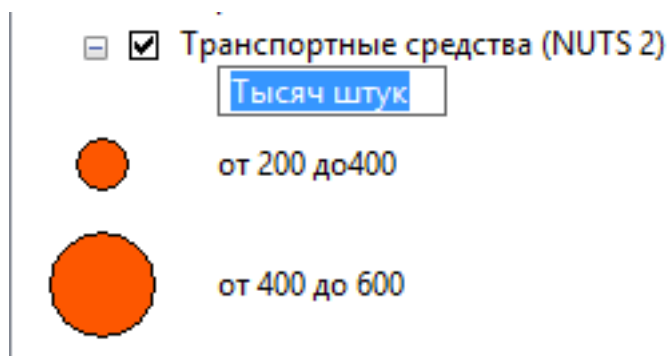 Транспортные средства (NUTS 2)
Тысяч штук
от 200 до400
от 400 до 600